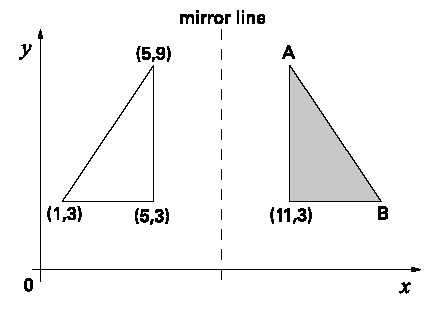 mirror line
y
(5,9)
A
(1,3)
(5,3)
(11,3)
B
0
x